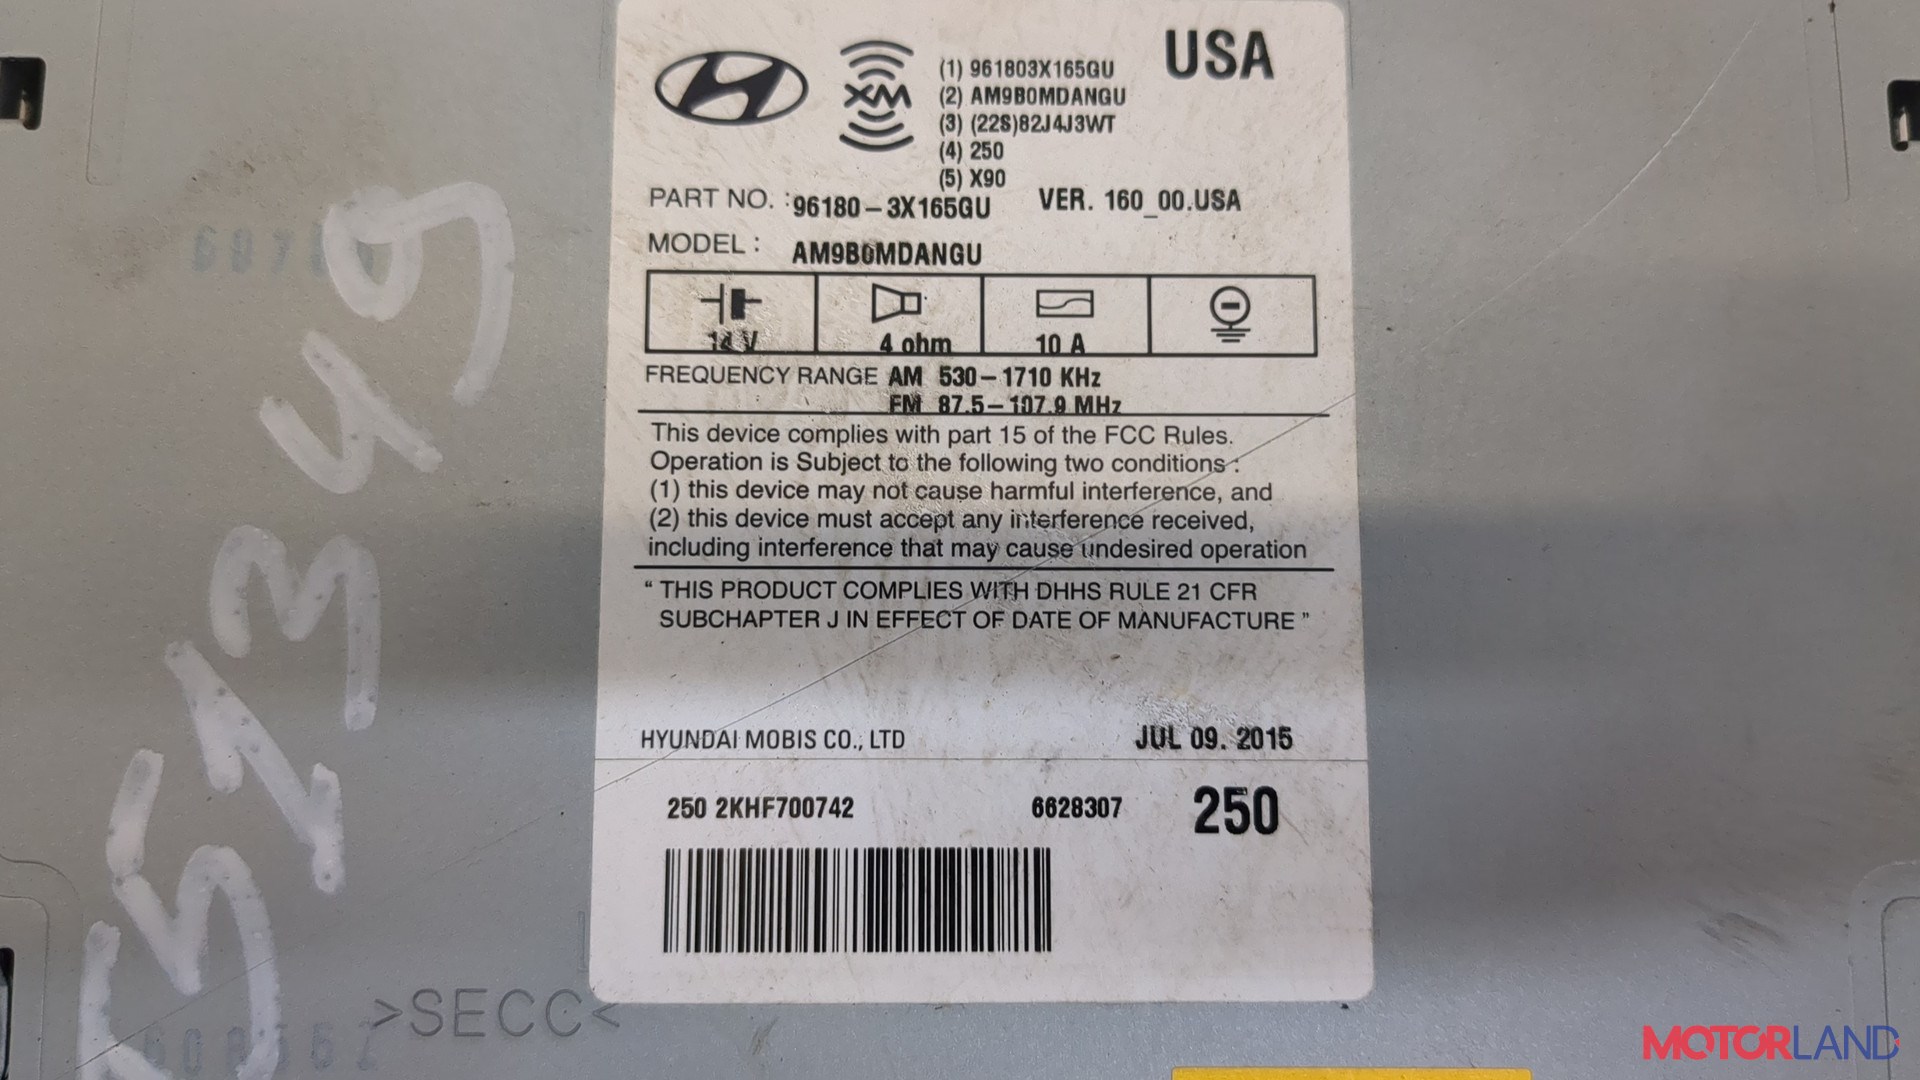 USA
XM
(1) 961803X165GU
(2) AM9B0MDANGU
(3) (22S)82J4J3WT
(4) 250
(5) X90
PART NO. : 96180-3X165GU VER. 160_00.USA
MODEL : AM9B0MDANGU
14 V 4 ohm 10 A
FREQUENCY RANGE AM 530-1710 KHz
FM 87.5-107.9 MHz
This device complies with part 15 of the FCC Rules.
Operation is Subject to the following two conditions :
(1) this device may not cause harmful interference, and
(2) this device must accept any interference received,
including interference that may cause undesired operation
“ THIS PRODUCT COMPLIES WITH DHHS RULE 21 CFR
SUBCHAPTER J IN EFFECT OF DATE OF MANUFACTURE ”
HYUNDAI MOBIS CO., LTD JUL 09. 2015
250 2KHF700742 6628307 250
>SECC<
MOTORLAND